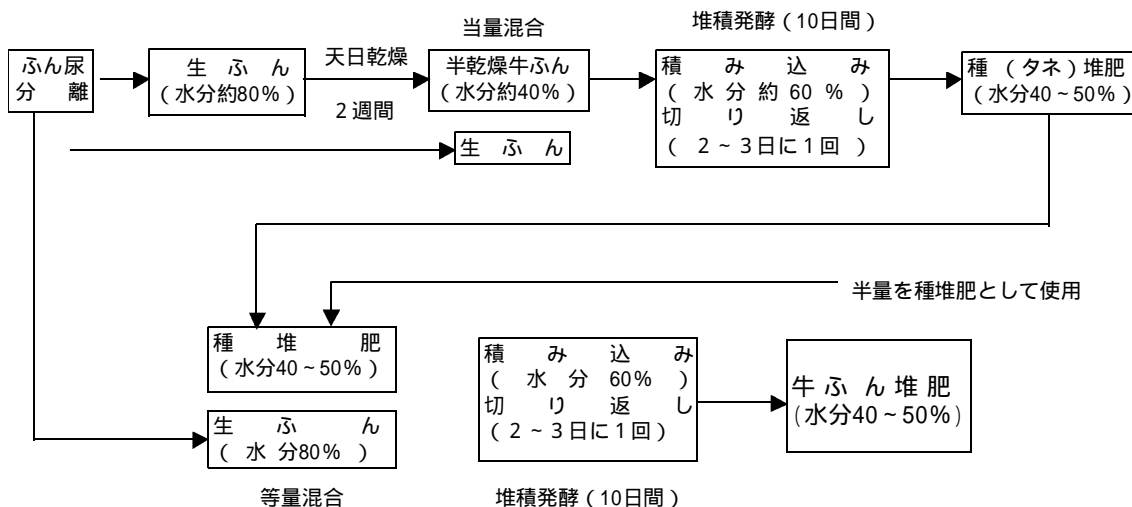 当量混合
堆積発酵(10日間)
ふん尿
分離
生ふん
(水分約80%)
天日乾燥
2週間
半乾燥牛ふん
(水分約40%)
生ふん
積み込み
(水分約60%)
切り返し
(2~3日に1回)
種(タネ)堆肥
(水分40~50%)
半量を種堆肥として使用
種堆肥
(水分40~50%)
生ふん
(水分80%)
等量混合
積み込み
(水分60%)
切り返し
(2~3日に1回)
堆積発酵(10日間)
牛ふん堆肥
(水分40~50%)